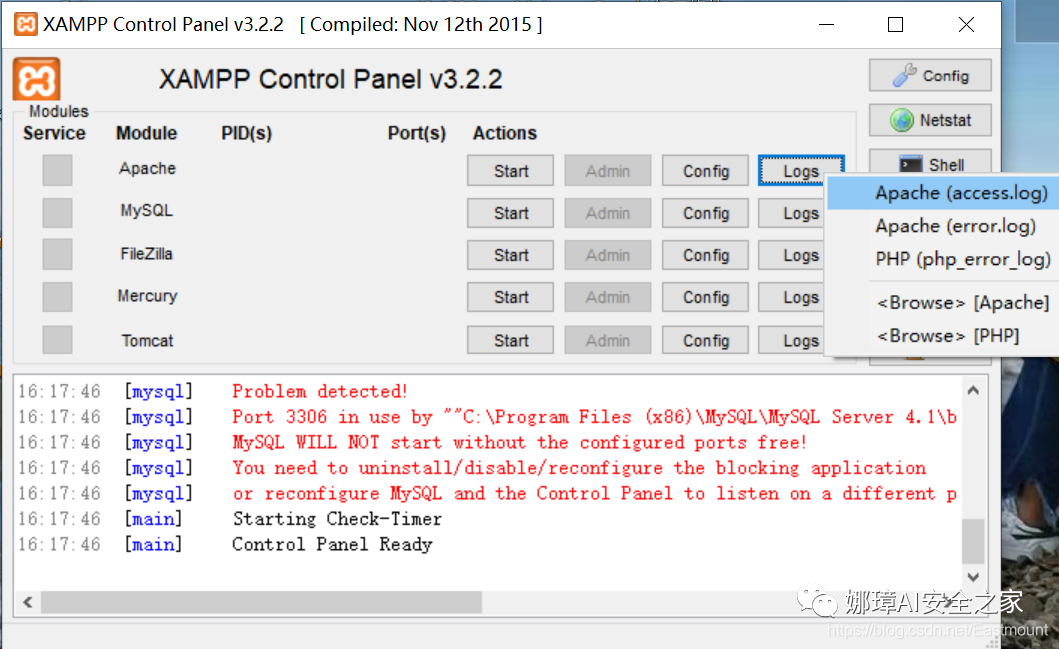 XAMPP Control Panel v3.2.2 [ Compiled: Nov 12th 2015 ]
XAMPP Control Panel v3.2.2
Config
Modules
Netstat
Service Module PID(s) Port(s) Actions
Shell
Apache Start Admin Config Logs
MySQL Start Admin Config Logs
FileZilla Start Admin Config Logs
Mercury Start Admin Config Logs
Tomcat Start Admin Config Logs
Apache (access.log)
Apache (error.log)
PHP (php_error_log)
<Browse> [Apache]
<Browse> [PHP]
16:17:46 [mysql] Problem detected!
16:17:46 [mysql] Port 3306 in use by ""C:\Program Files (x86)\MySQL\MySQL Server 4.1\b
16:17:46 [mysql] MySQL WILL NOT start without the configured ports free!
16:17:46 [mysql] You need to uninstall/disable/reconfigure the blocking application
16:17:46 [mysql] or reconfigure MySQL and the Control Panel to listen on a different p
16:17:46 [main] Starting Check-Timer
16:17:46 [main] Control Panel Ready
娜璋AI安全之家
https://blog.csdn.net/Eastmount